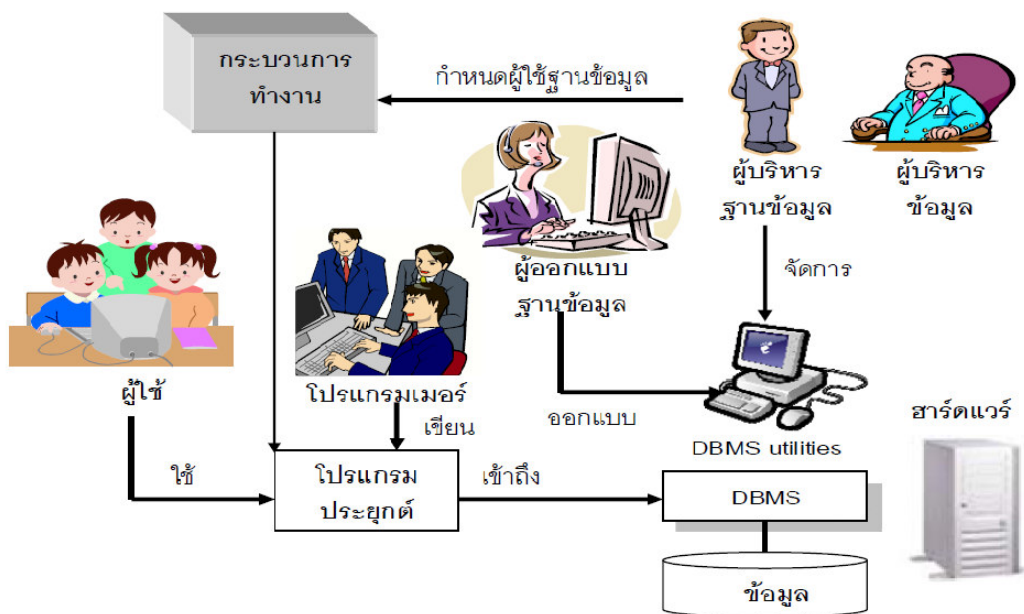 กระบวนการ
ทำงาน
กำหนดผู้ใช้ฐานข้อมูล
ผู้บริหาร
ฐานข้อมูล
ผู้บริหาร
ข้อมูล
ผู้ออกแบบ
ฐานข้อมูล
จัดการ
ผู้ใช้
โปรแกรมเมอร์
เขียน
ออกแบบ
DBMS utilities
ฮาร์ดแวร์
ใช้
โปรแกรม
ประยุกต์
เข้าถึง
DBMS
ข้อมูล